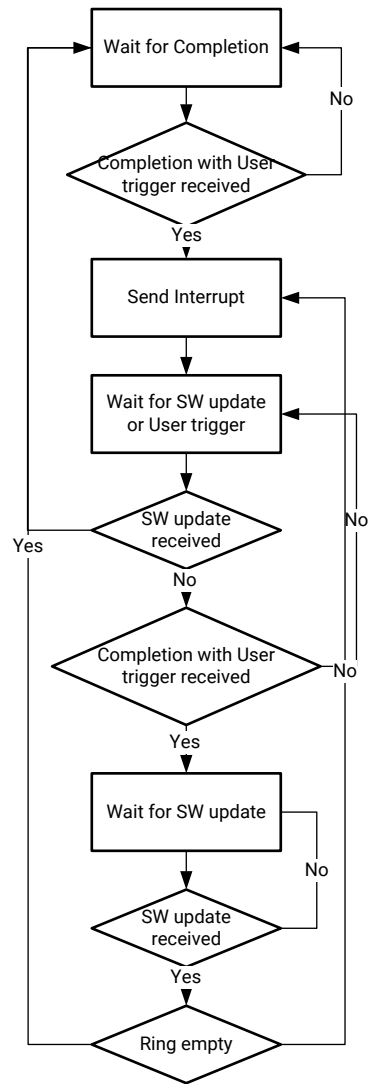 Wait for Completion
No
Completion with User
trigger received
Yes
Send Interrupt
Wait for SW update
or User trigger
SW update
received
No
Yes
No
Completion with User
trigger received
No
Yes
Wait for SW update
No
SW update
received
Yes
Ring empty